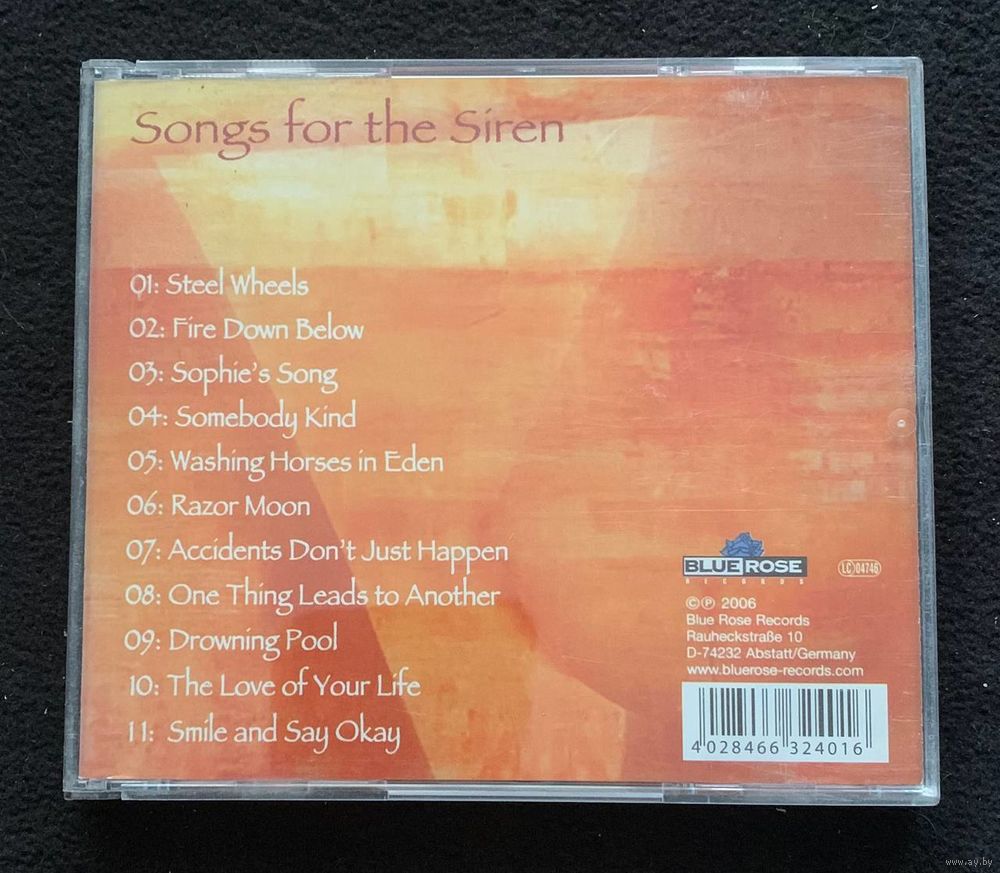 Songs for the Siren
01: Steel Wheels
02: Fire Down Below
03: Sophie's Song
04: Somebody Kind
05: Washing Horses in Eden
06: Razor Moon
07: Accidents Don't Just Happen
08: One Thing Leads to Another
09: Drowning Pool
10: The Love of Your Life
11: Smile and Say Okay
BLUE ROSE
RECORDS
LC 04746
©℗ 2006
Blue Rose Records
Rauheckstraße 10
D-74232 Abstatt/Germany
www.bluerose-records.com
4 028466 324016
www.ay.by